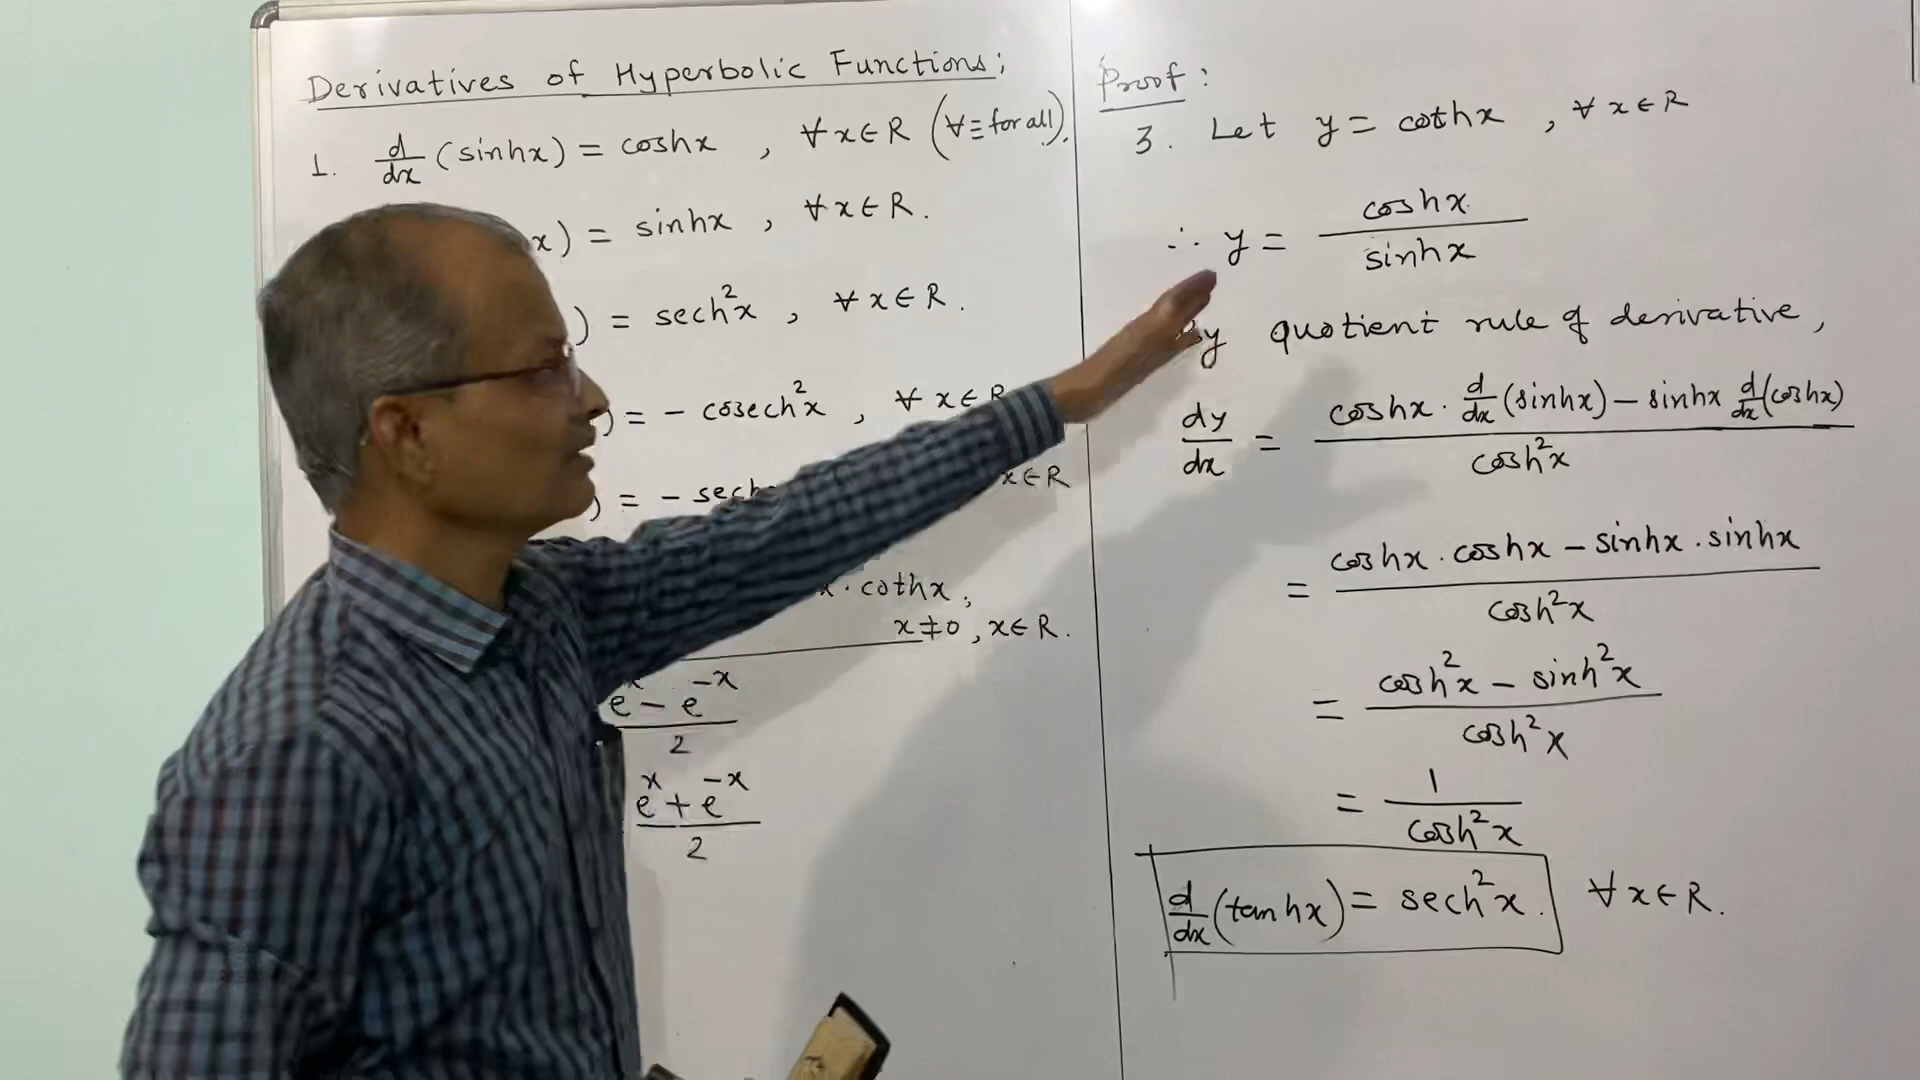 Derivatives of Hyperbolic Functions;
1. d/dx (sinhx) = coshx , ∀ x∈R (∀≡for all).
x) = sinhx , ∀ x∈R.
) = sech²x , ∀ x∈R.
) = - cosech²x , ∀ x∈R
) = - sech x∈R
x · cothx,
x≠0, x∈R.
e^x - e^-x / 2
e^x + e^-x / 2
Proof :
3. Let y = cothx , ∀ x∈R
∴ y = coshx / sinhx
By quotient rule of derivative,
dy/dx = coshx · d/dx (sinhx) - sinhx d/dx (coshx) / cosh²x
= coshx · coshx - sinhx · sinhx / cosh²x
= cosh²x - sinh²x / cosh²x
= 1 / cosh²x
d/dx (tanhx) = sech²x. ∀ x∈R.